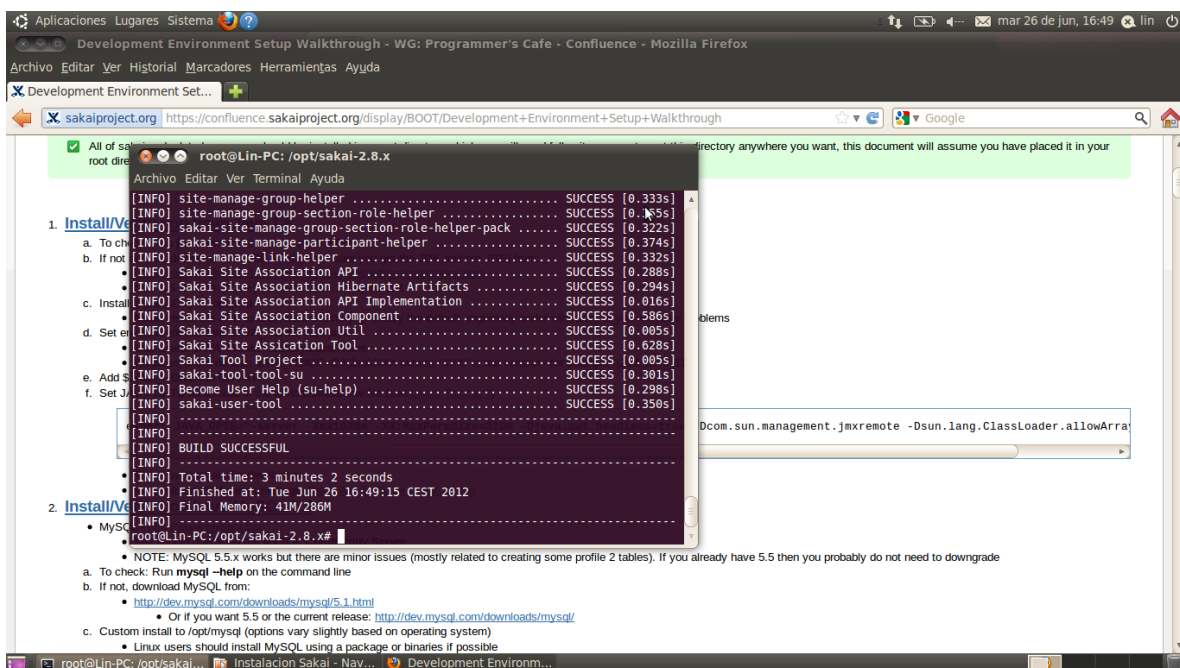 Aplicaciones Lugares Sistema
mar 26 de jun, 16:49 lin
Development Environment Setup Walkthrough - WG: Programmer's Cafe - Confluence - Mozilla Firefox
Archivo Editar Ver Historial Marcadores Herramientas Ayuda
Development Environment Set...
sakaiproject.org https://confluence.sakaiproject.org/display/BOOT/Development+Environment+Setup+Walkthrough
Google
All of
directory anywhere you want, this document will assume you have placed it in your
root dire
root@Lin-PC: /opt/sakai-2.8.x
Archivo Editar Ver Terminal Ayuda
[INFO] site-manage-group-helper .............................. SUCCESS [0.333s]
[INFO] site-manage-group-section-role-helper ................. SUCCESS
[INFO] sakai-site-manage-group-section-role-helper-pack ...... SUCCESS [0.322s]
[INFO] sakai-site-manage-participant-helper .................. SUCCESS [0.374s]
[INFO] site-manage-link-helper ............................... SUCCESS [0.332s]
[INFO] Sakai Site Association API ............................ SUCCESS [0.288s]
[INFO] Sakai Site Association Hibernate Artifacts ............ SUCCESS [0.294s]
[INFO] Sakai Site Association API Implementation ............. SUCCESS [0.016s]
[INFO] Sakai Site Association Component ...................... SUCCESS [0.586s]
[INFO] Sakai Site Association Util ........................... SUCCESS [0.005s]
[INFO] Sakai Site Assication Tool ............................ SUCCESS [0.628s]
[INFO] Sakai Tool Project .................................... SUCCESS [0.005s]
[INFO] sakai-tool-tool-su .................................... SUCCESS [0.301s]
[INFO] Become User Help (su-help) ............................ SUCCESS [0.298s]
[INFO] sakai-user-tool ....................................... SUCCESS [0.350s]
[INFO] ------------------------------------------------------------------------
[INFO] ------------------------------------------------------------------------
[INFO] BUILD SUCCESSFUL
[INFO] ------------------------------------------------------------------------
[INFO] Total time: 3 minutes 2 seconds
[INFO] Finished at: Tue Jun 26 16:49:15 CEST 2012
[INFO] Final Memory: 41M/286M
[INFO] ------------------------------------------------------------------------
root@Lin-PC:/opt/sakai-2.8.x#
1. Install/Ve
a. To ch
b. If not
c. Instal
blems
d. Set e
e. Add $
f. Set J
Dcom.sun.management.jmxremote -Dsun.lang.ClassLoader.allowArray
2. Install/Ve
MySQ
NOTE: MySQL 5.5.x works but there are minor issues (mostly related to creating some profile 2 tables). If you already have 5.5 then you probably do not need to downgrade
a. To check: Run mysql --help on the command line
b. If not, download MySQL from:
http://dev.mysql.com/downloads/mysql/5.1.html
Or if you want 5.5 or the current release: http://dev.mysql.com/downloads/mysql/
c. Custom install to /opt/mysql (options vary slightly based on operating system)
Linux users should install MySQL using a package or binaries if possible
root@Lin-PC: /opt/sakai... Instalacion Sakai - Nav... Development Environm...